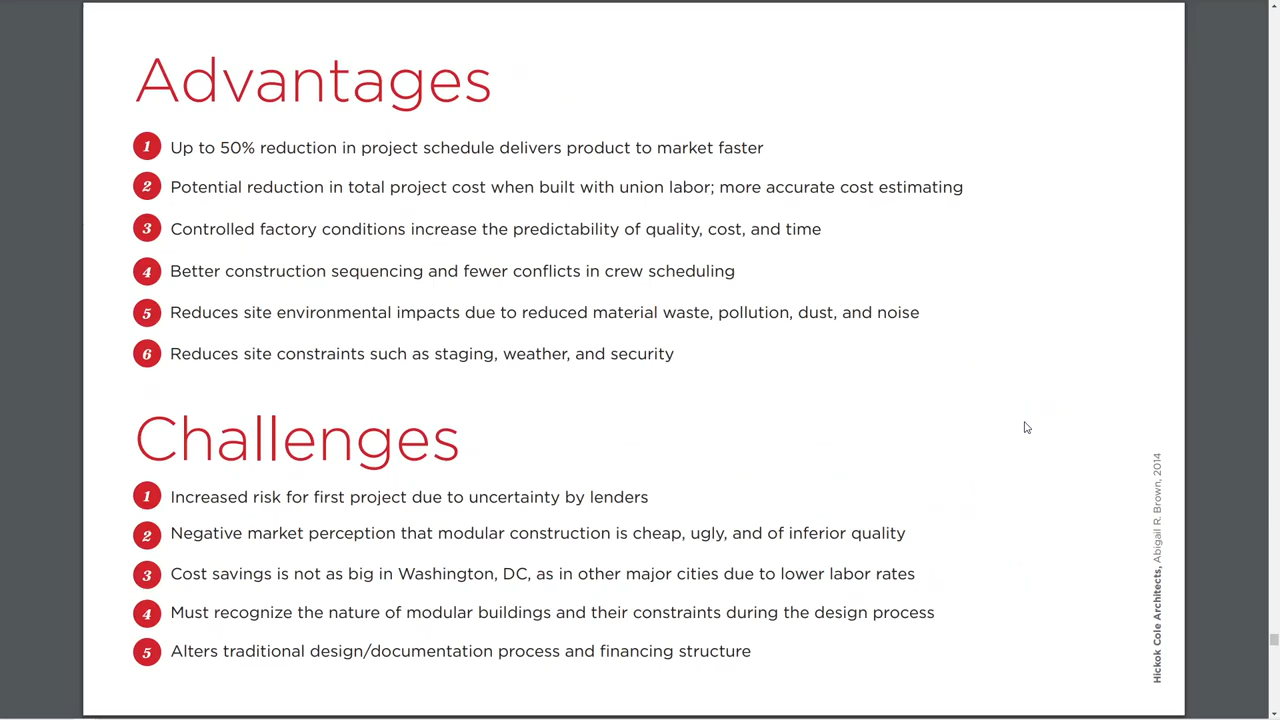 Advantages
1 Up to 50% reduction in project schedule delivers product to market faster
2 Potential reduction in total project cost when built with union labor; more accurate cost estimating
3 Controlled factory conditions increase the predictability of quality, cost, and time
4 Better construction sequencing and fewer conflicts in crew scheduling
5 Reduces site environmental impacts due to reduced material waste, pollution, dust, and noise
6 Reduces site constraints such as staging, weather, and security
Challenges
1 Increased risk for first project due to uncertainty by lenders
2 Negative market perception that modular construction is cheap, ugly, and of inferior quality
3 Cost savings is not as big in Washington, DC, as in other major cities due to lower labor rates
4 Must recognize the nature of modular buildings and their constraints during the design process
5 Alters traditional design/documentation process and financing structure
Hickok Cole Architects, Abigail R. Brown, 2014